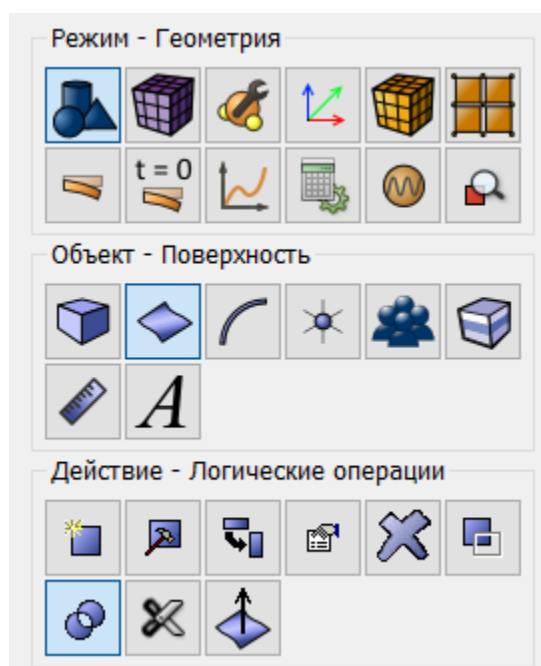 Режим - Геометрия
t = 0
Объект - Поверхность
A
Действие - Логические операции